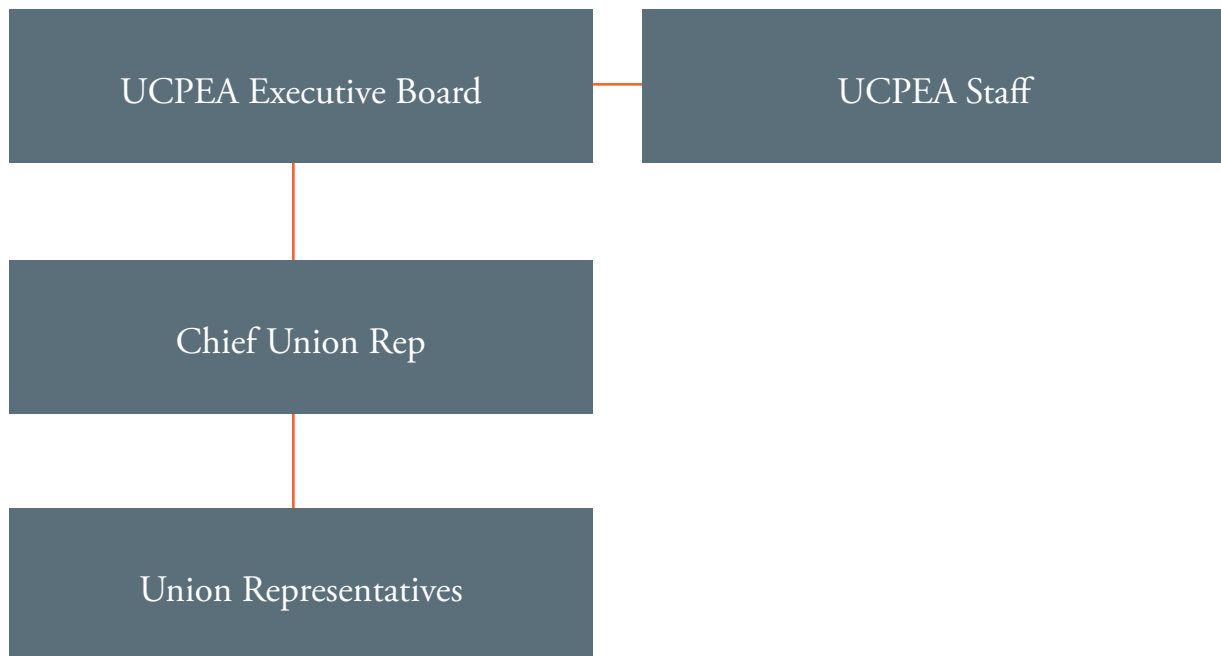 UCPEA Executive Board
UCPEA Staff
Chief Union Rep
Union Representatives